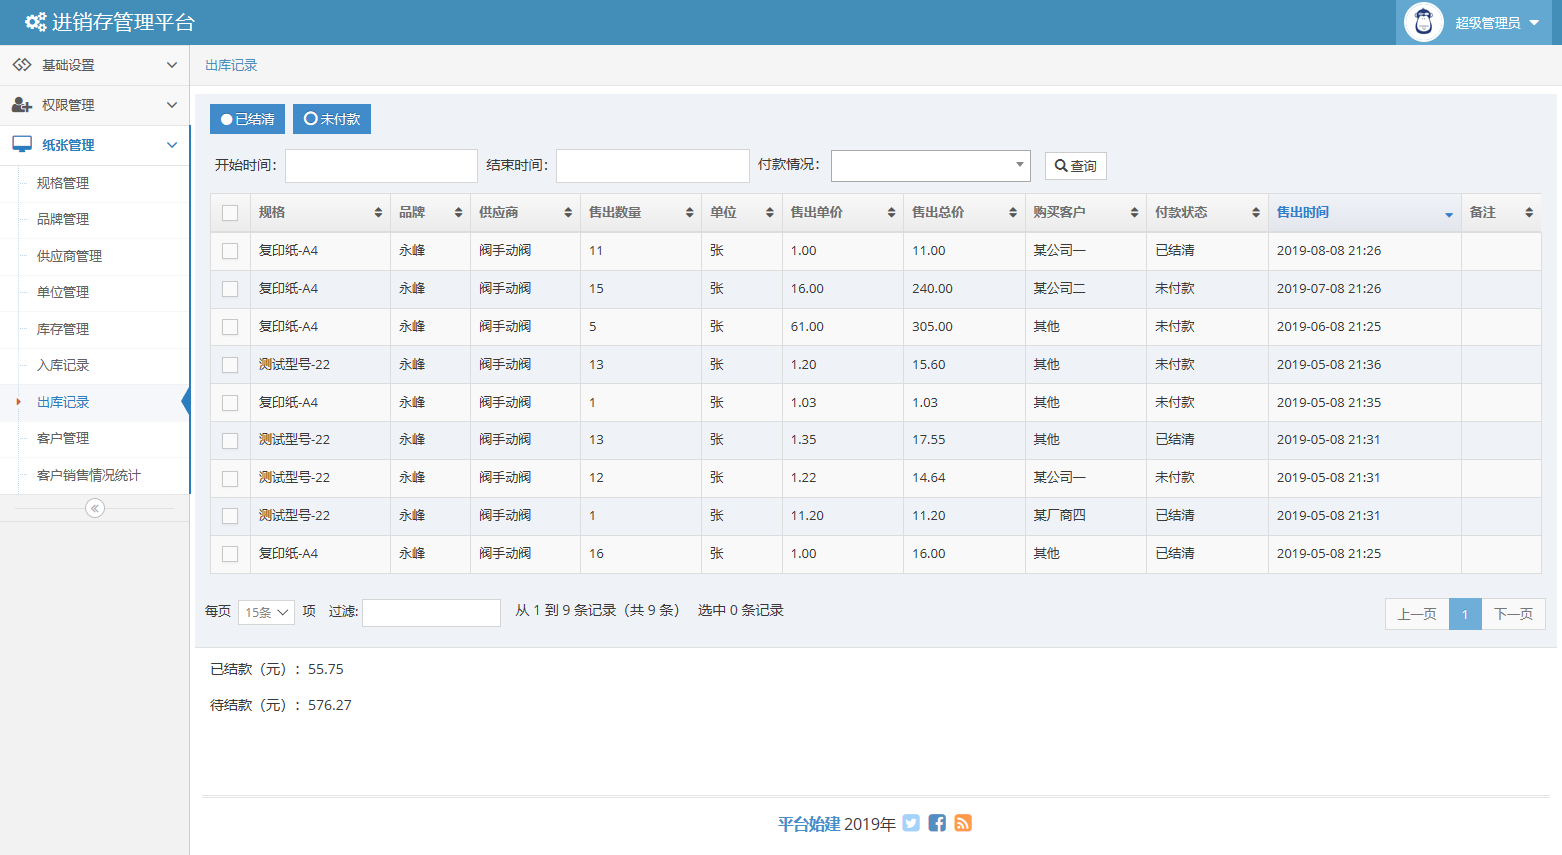 进销存管理平台
超级管理员
基础设置
权限管理
纸张管理
规格管理
品牌管理
供应商管理
单位管理
库存管理
入库记录
出库记录
客户管理
客户销售情况统计
出库记录
已结清 未付款
开始时间： 结束时间： 付款情况： 查询
规格 品牌 供应商 售出数量 单位 售出单价 售出总价 购买客户 付款状态 售出时间 备注
复印纸-A4 永峰 阀手动阀 11 张 1.00 11.00 某公司一 已结清 2019-08-08 21:26
复印纸-A4 永峰 阀手动阀 15 张 16.00 240.00 某公司二 未付款 2019-07-08 21:26
复印纸-A4 永峰 阀手动阀 5 张 61.00 305.00 其他 未付款 2019-06-08 21:25
测试型号-22 永峰 阀手动阀 13 张 1.20 15.60 其他 未付款 2019-05-08 21:36
复印纸-A4 永峰 阀手动阀 1 张 1.03 1.03 其他 未付款 2019-05-08 21:35
测试型号-22 永峰 阀手动阀 13 张 1.35 17.55 其他 已结清 2019-05-08 21:31
测试型号-22 永峰 阀手动阀 12 张 1.22 14.64 某公司一 未付款 2019-05-08 21:31
测试型号-22 永峰 阀手动阀 1 张 11.20 11.20 某厂商四 已结清 2019-05-08 21:31
复印纸-A4 永峰 阀手动阀 16 张 1.00 16.00 其他 已结清 2019-05-08 21:25
每页 15条 项 过滤: 从 1 到 9 条记录（共 9 条） 选中 0 条记录 上一页 1 下一页
已结款（元）：55.75
待结款（元）：576.27
平台始建 2019年